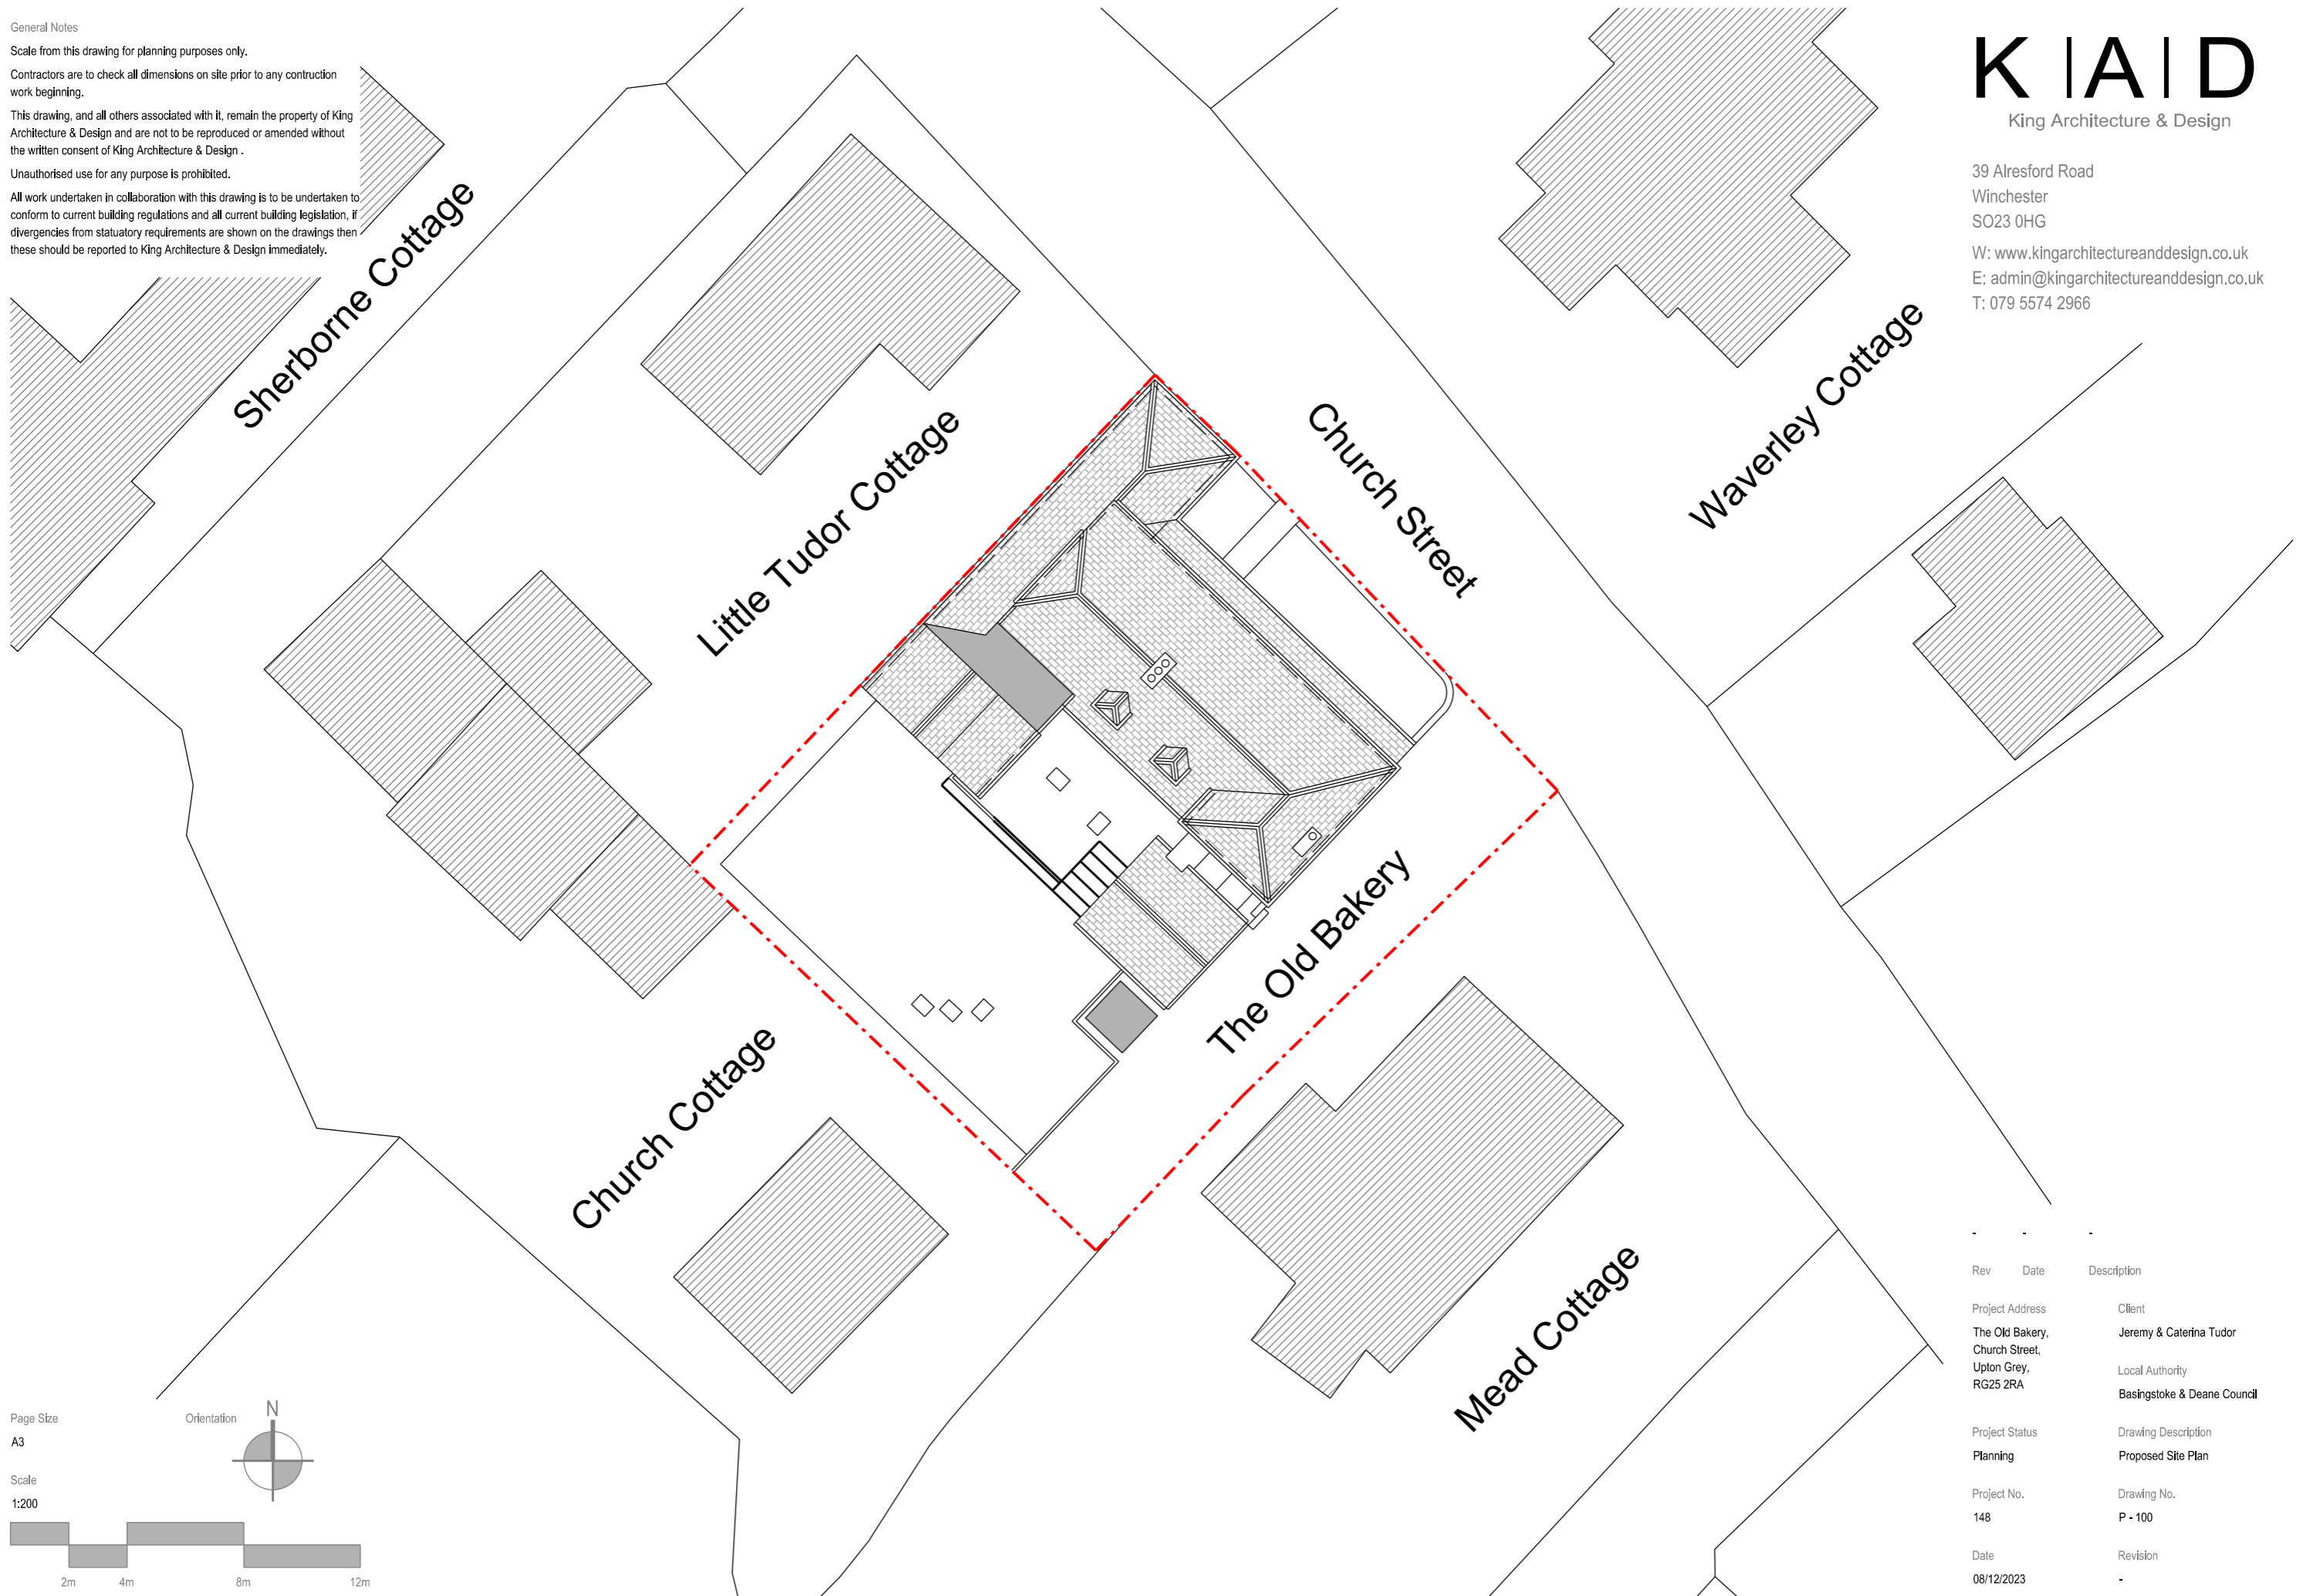 General Notes
Scale from this drawing for planning purposes only.
Contractors are to check all dimensions on site prior to any contruction
work beginning.
This drawing, and all others associated with it, remain the property of King
Architecture & Design and are not to be reproduced or amended without
the written consent of King Architecture & Design .
Unauthorised use for any purpose is prohibited.
All work undertaken in collaboration with this drawing is to be undertaken to
conform to current building regulations and all current building legislation, if
divergencies from statuatory requirements are shown on the drawings then
these should be reported to King Architecture & Design immediately.
K | A | D
King Architecture & Design
39 Alresford Road
Winchester
SO23 0HG
W: www.kingarchitectureanddesign.co.uk
E: admin@kingarchitectureanddesign.co.uk
T: 079 5574 2966
Sherborne Cottage
Little Tudor Cottage
Church Street
Waverley Cottage
The Old Bakery
Church Cottage
Mead Cottage
Page Size
A3
Orientation
N
Scale
1:200
2m 4m 8m 12m
- - -
Rev Date Description
Project Address
The Old Bakery,
Church Street,
Upton Grey,
RG25 2RA
Client
Jeremy & Caterina Tudor
Local Authority
Basingstoke & Deane Council
Project Status
Planning
Drawing Description
Proposed Site Plan
Project No.
148
Drawing No.
P - 100
Date
08/12/2023
Revision
-